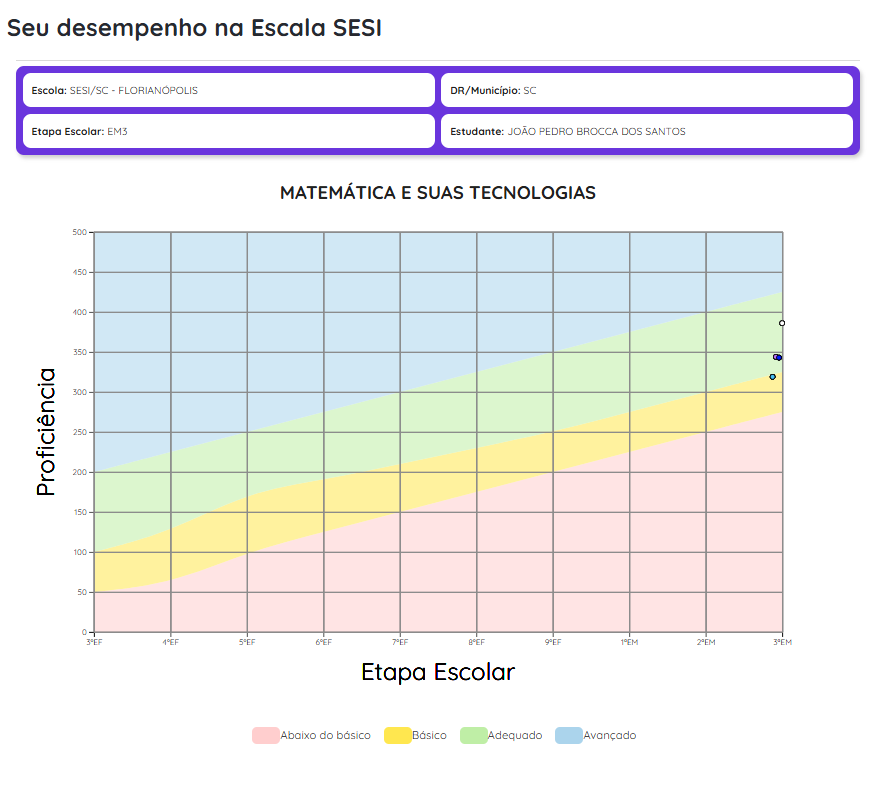 Seu desempenho na Escala SESI
Escola: SESI/SC - FLORIANÓPOLIS
DR/Município: SC
Etapa Escolar: EM3
Estudante: JOÃO PEDRO BROCCA DOS SANTOS
MATEMÁTICA E SUAS TECNOLOGIAS
500
450
400
350
300
250
200
150
100
50
0
Proficiência
3ºEF 4ºEF 5ºEF 6ºEF 7ºEF 8ºEF 9ºEF 1ºEM 2ºEM 3ºEM
Etapa Escolar
Abaixo do básico Básico Adequado Avançado